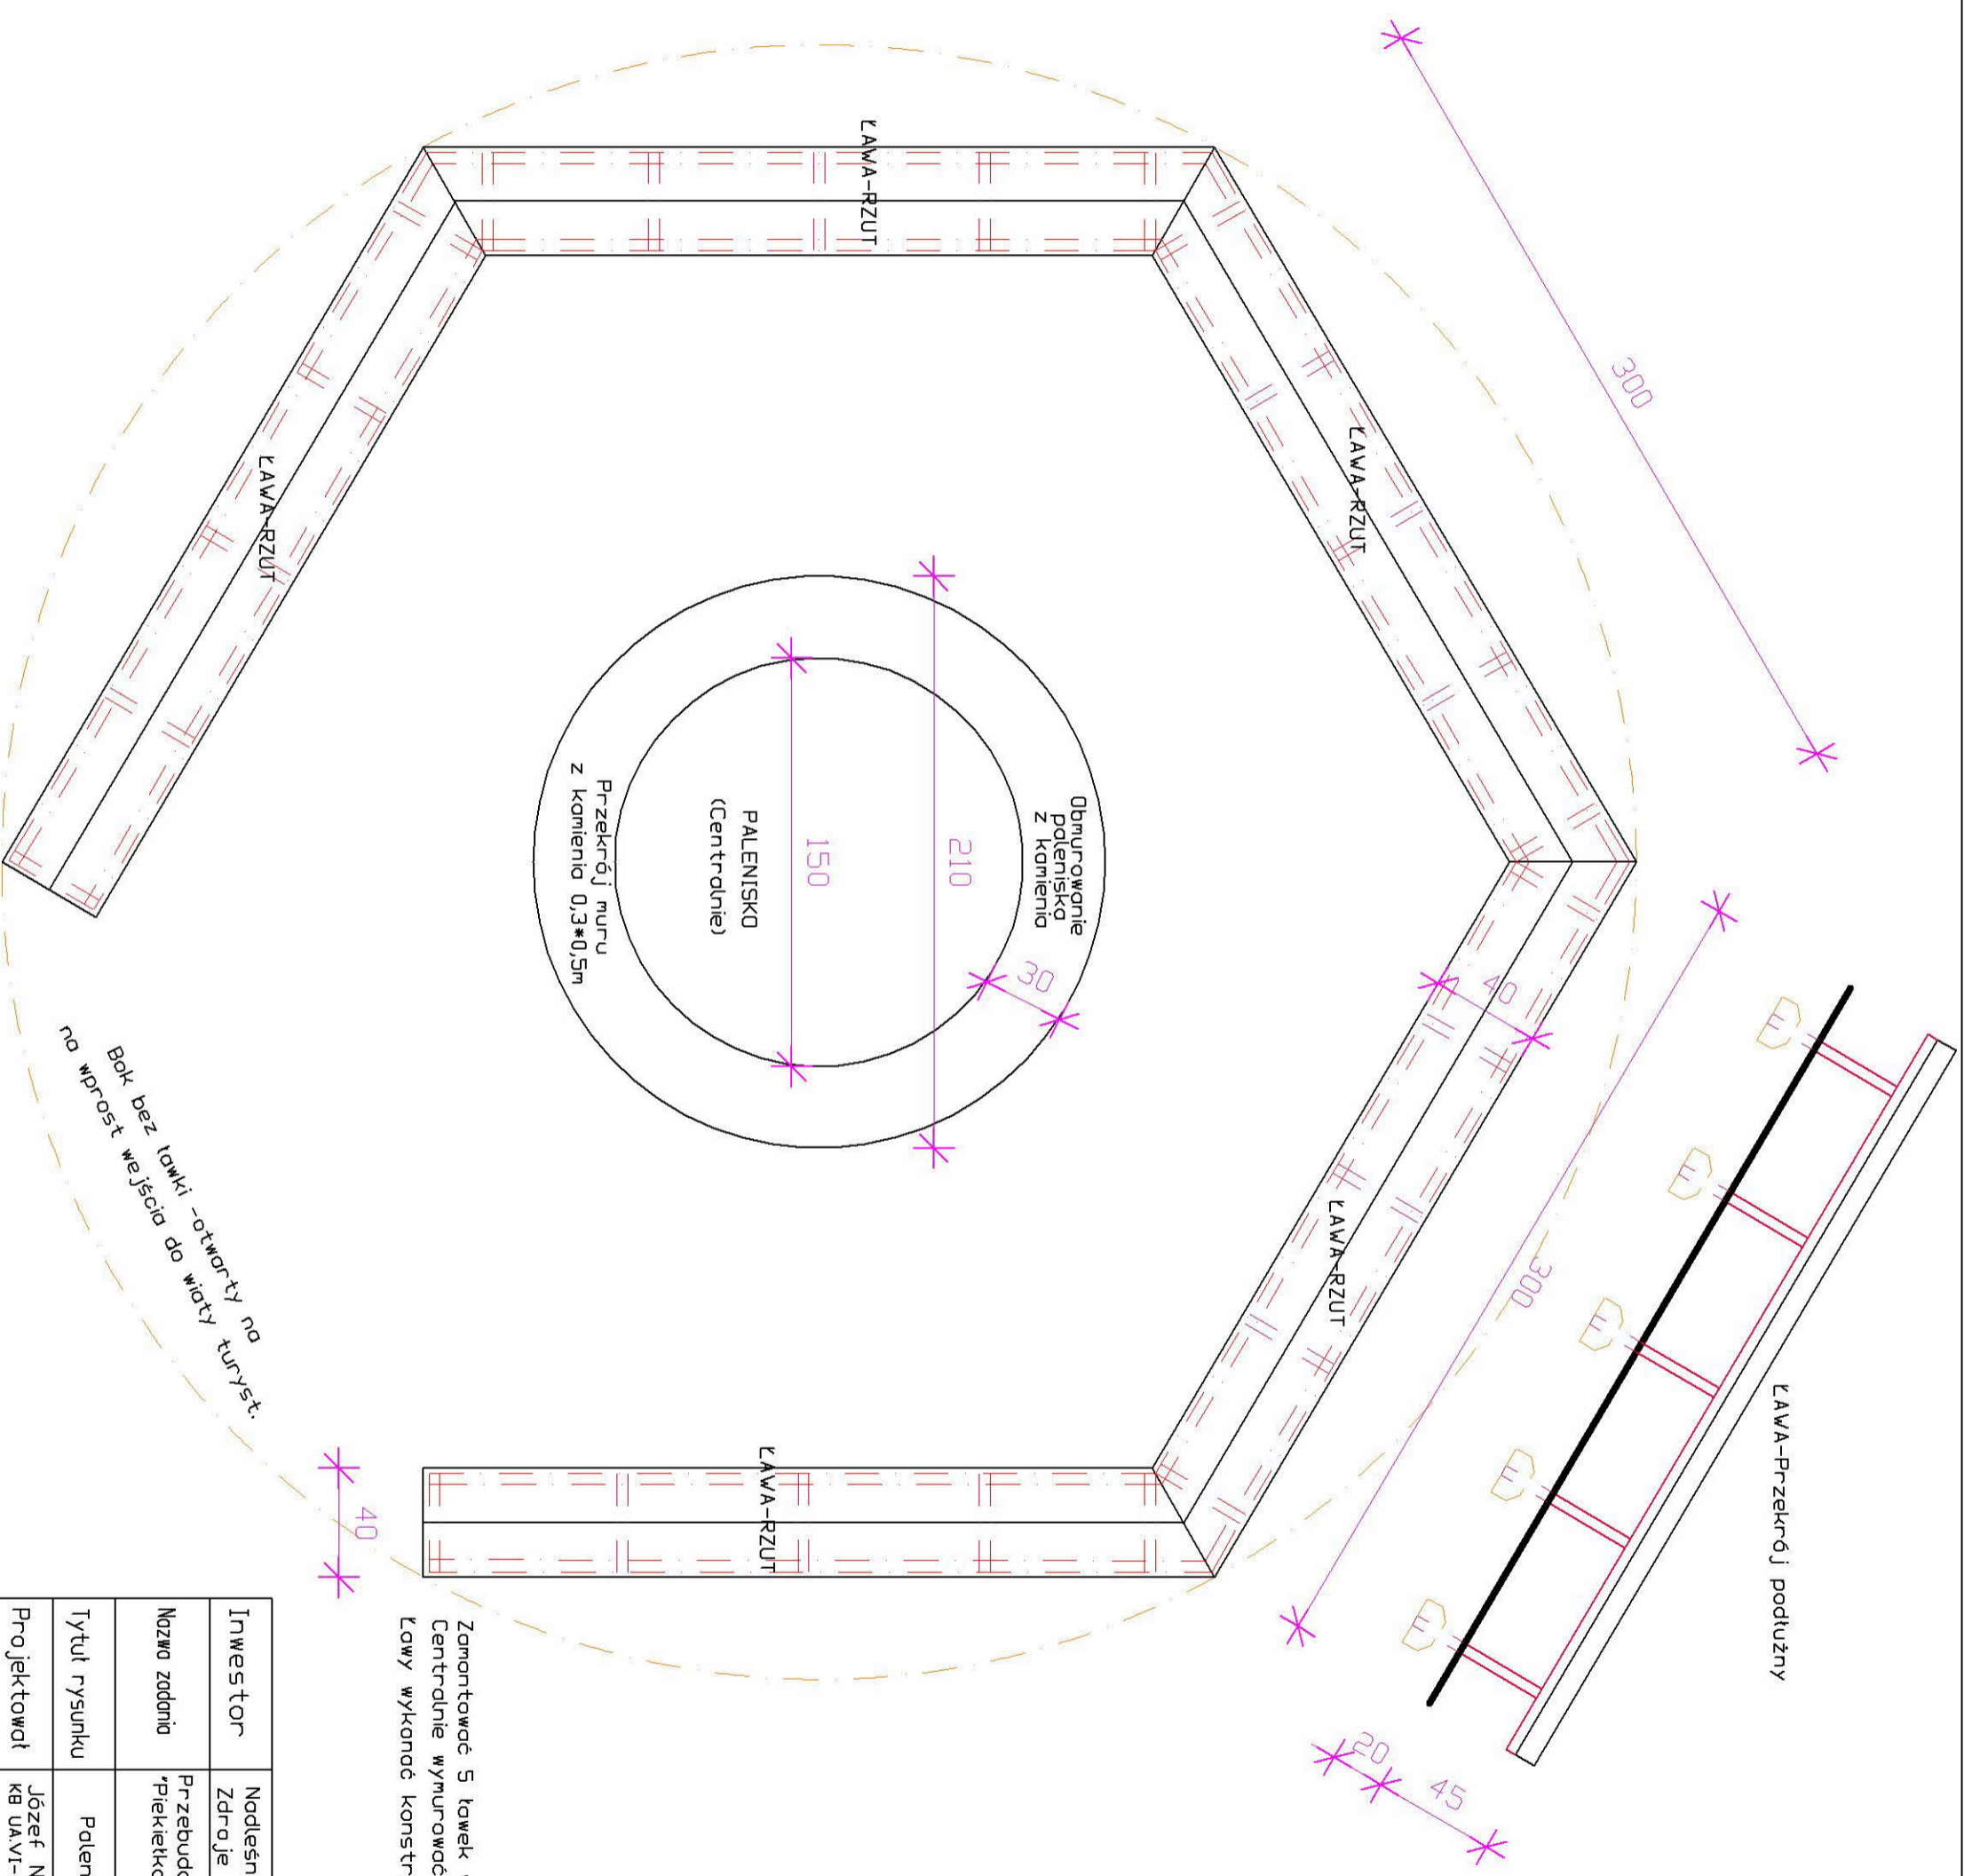 300
ŁAWA-RZUT
ŁAWA-RZUT
ŁAWA-RZUT
ŁAWA-RZUT
ŁAWA-RZUT
ŁAWA-Przekrój podłużny
300
40
20
45
Obmurowanie
paleniska
z kamienia
30
210
150
PALENISKO
(Centralnie)
Przekrój muru
z kamienia 0,3*0,5m
40
Bok bez ławki -otwarty na
na wprost wejścia do wiaty turyst.
Zamontować 5 ławek
Centralnie wymurować
Ławy wykonać
Inwestor
Zdroje
Nazwa zadania
"Piekiełko
Tytuł rysunku
Projektował
Józef
KB UA.VI-